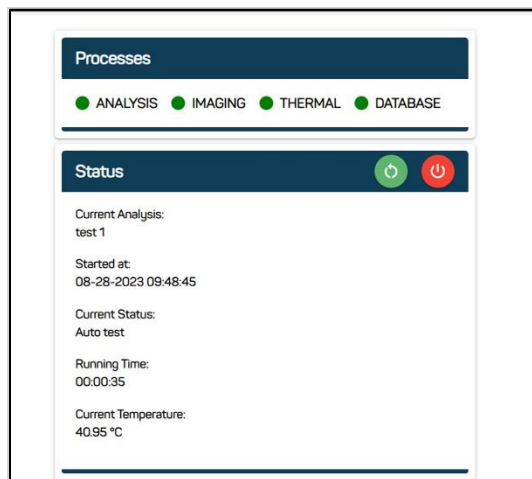 Processes
ANALYSIS IMAGING THERMAL DATABASE
Status
Current Analysis:
test 1
Started at:
08-28-2023 09:48:45
Current Status:
Auto test
Running Time:
00:00:35
Current Temperature:
40.95 °C